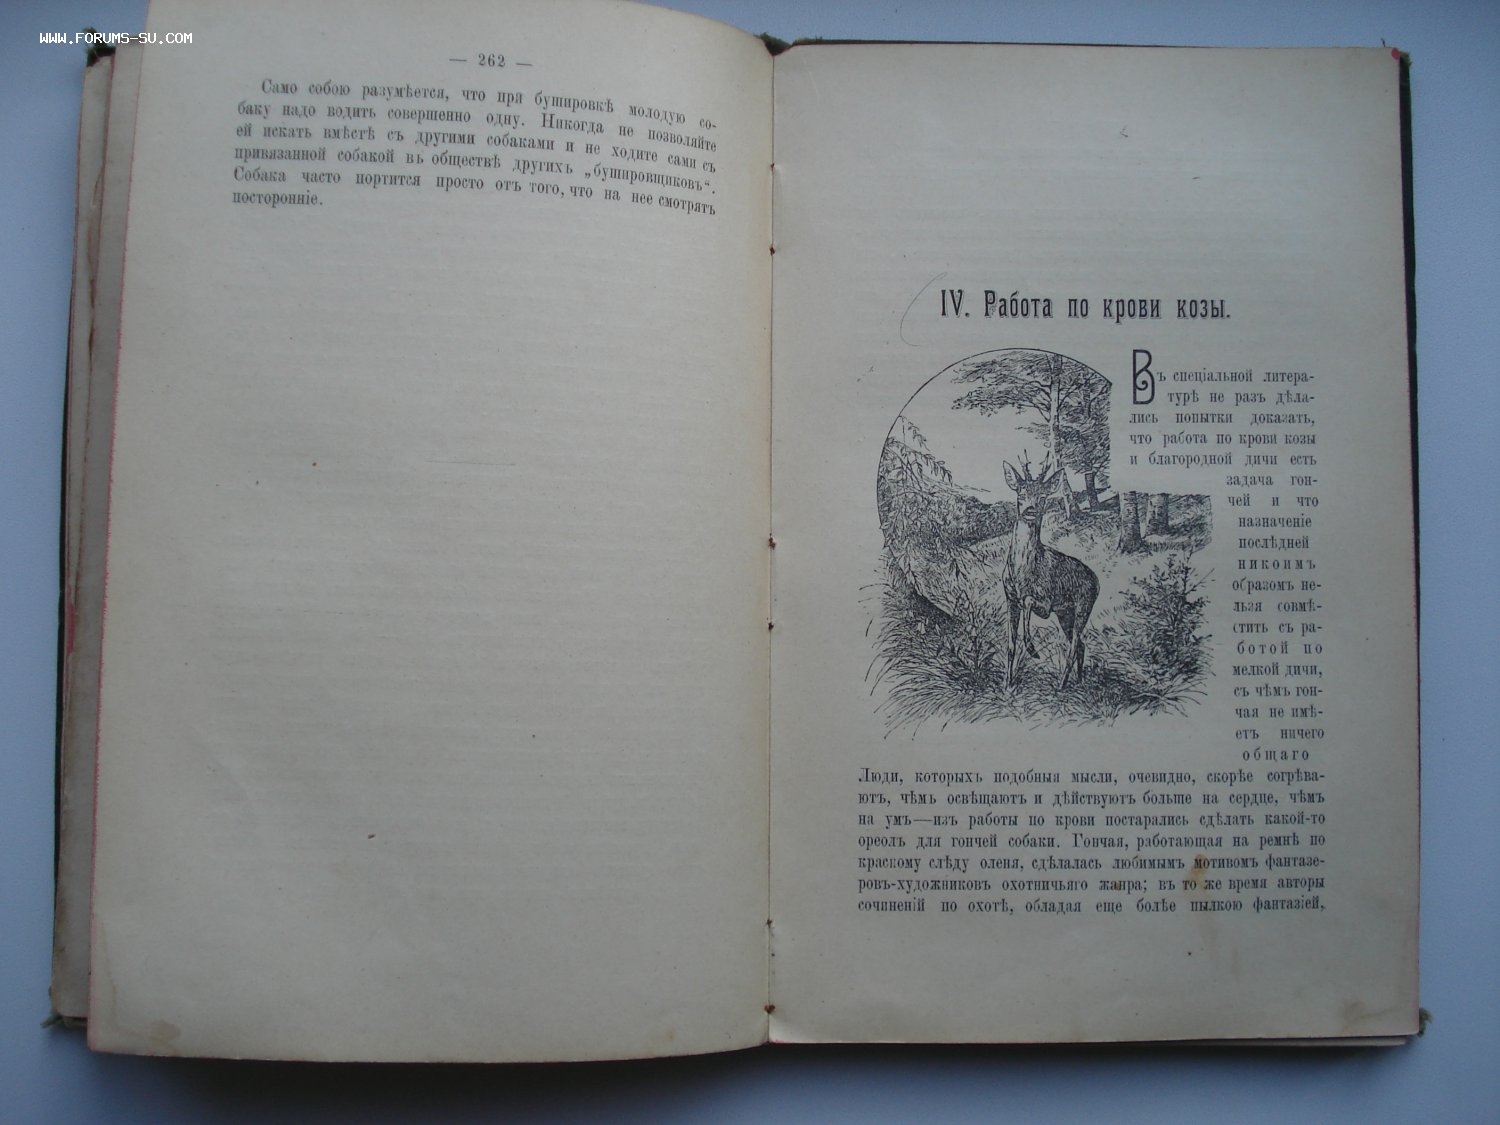 WWW.FORUMS-SU.COM
— 262 —
Само собою разумѣется, что при бушировкѣ молодую со-
баку надо водить совершенно одну. Никогда не позволяйте
ей искать вмѣстѣ съ другими собаками и не ходите сами съ
привязанной собакой въ обществѣ другихъ „бушировщиковъ“.
Собака часто портится просто отъ того, что на нее смотрятъ
посторонніе.
IV. Работа по крови козы.
Въ спеціальной литера-
турѣ не разъ дѣла-
лись попытки доказать,
что работа по крови козы
и благородной дичи есть
задача гон-
чей и что
назначеніе
послѣдней
никоимъ
образомъ не-
льзя совмѣ-
стить съ ра-
ботой по
мелкой дичи,
съ чѣмъ гон-
чая не имѣ-
етъ ничего
общаго
Люди, которыхъ подобныя мысли, очевидно, скорѣе согрѣва-
ютъ, чѣмъ освѣщаютъ и дѣйствуютъ больше на сердце, чѣмъ
на умъ—изъ работы по крови постарались сдѣлать какой-то
ореолъ для гончей собаки. Гончая, работающая на ремнѣ по
красному слѣду оленя, сдѣлалась любимымъ мотивомъ фантазе-
ровъ-художниковъ охотничьяго жанра; въ то же время авторы
сочиненій по охотѣ, обладая еще болѣе пылкою фантазіей,